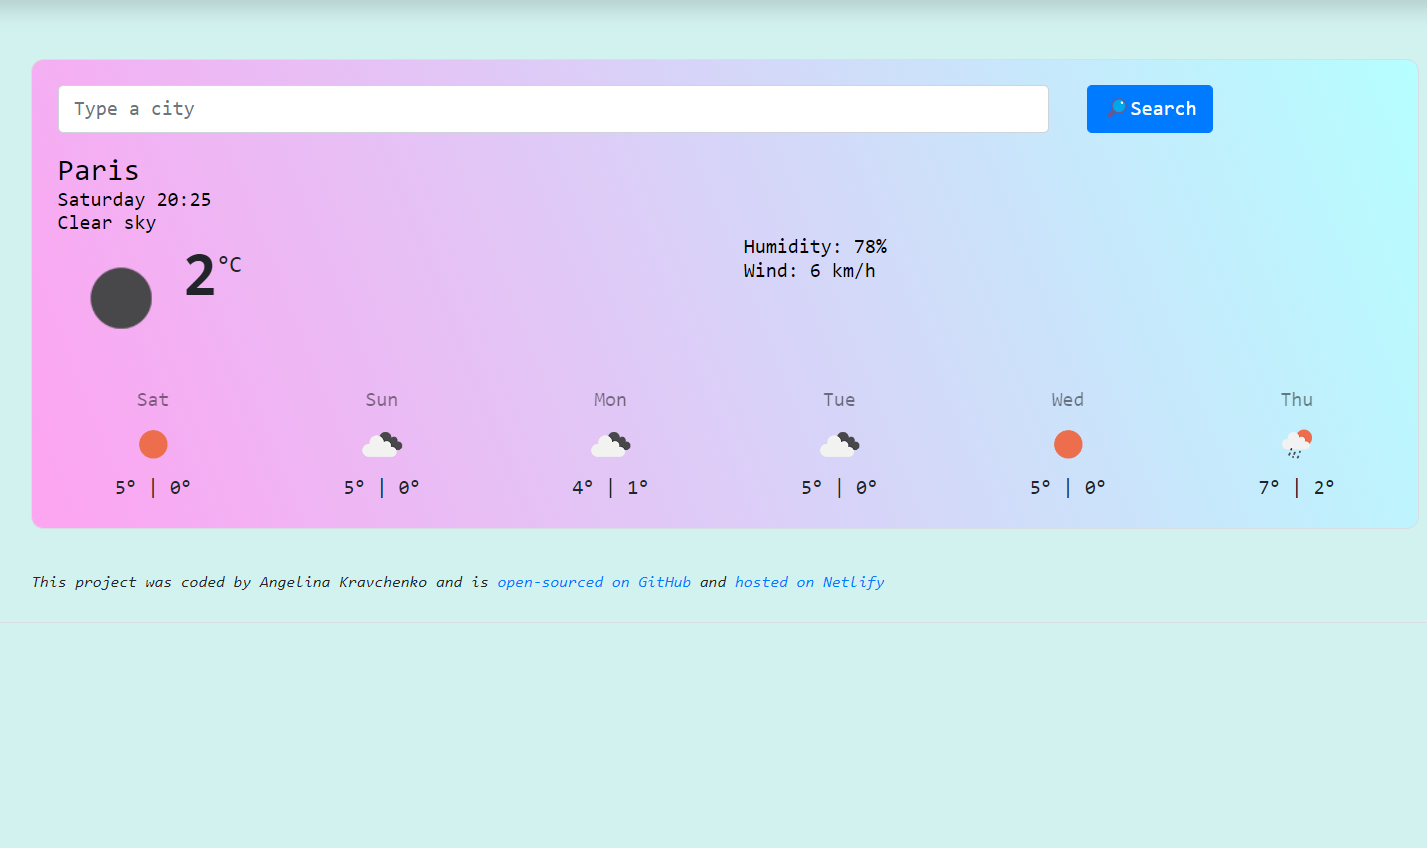 Type a city
Search
Paris
Saturday 20:25
Clear sky
2°C
Humidity: 78%
Wind: 6 km/h
Sat Sun Mon Tue Wed Thu
5° | 0° 5° | 0° 4° | 1° 5° | 0° 5° | 0° 7° | 2°
This project was coded by Angelina Kravchenko and is open-sourced on GitHub and hosted on Netlify